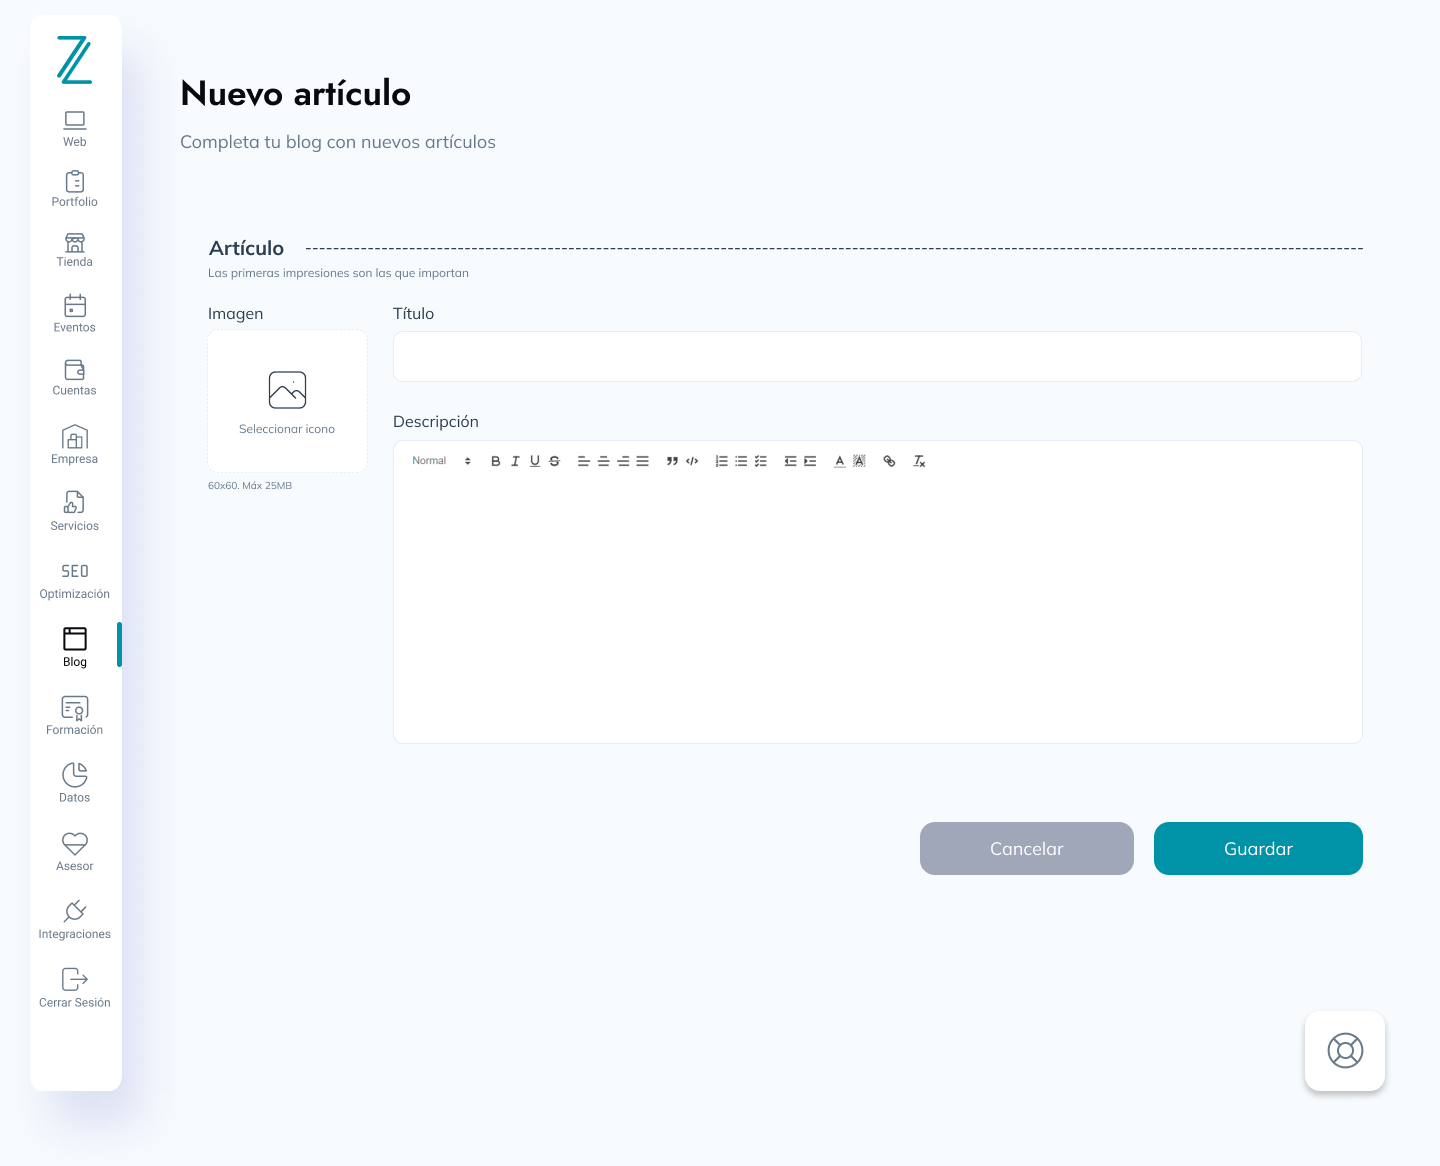 Web
Portfolio
Tienda
Eventos
Cuentas
Empresa
Servicios
SEO
Optimización
Blog
Formación
Datos
Asesor
Integraciones
Cerrar Sesión
Nuevo artículo
Completa tu blog con nuevos artículos
Artículo
Las primeras impresiones son las que importan
Imagen
Seleccionar icono
60x60. Máx 25MB
Título
Descripción
Normal
Cancelar
Guardar